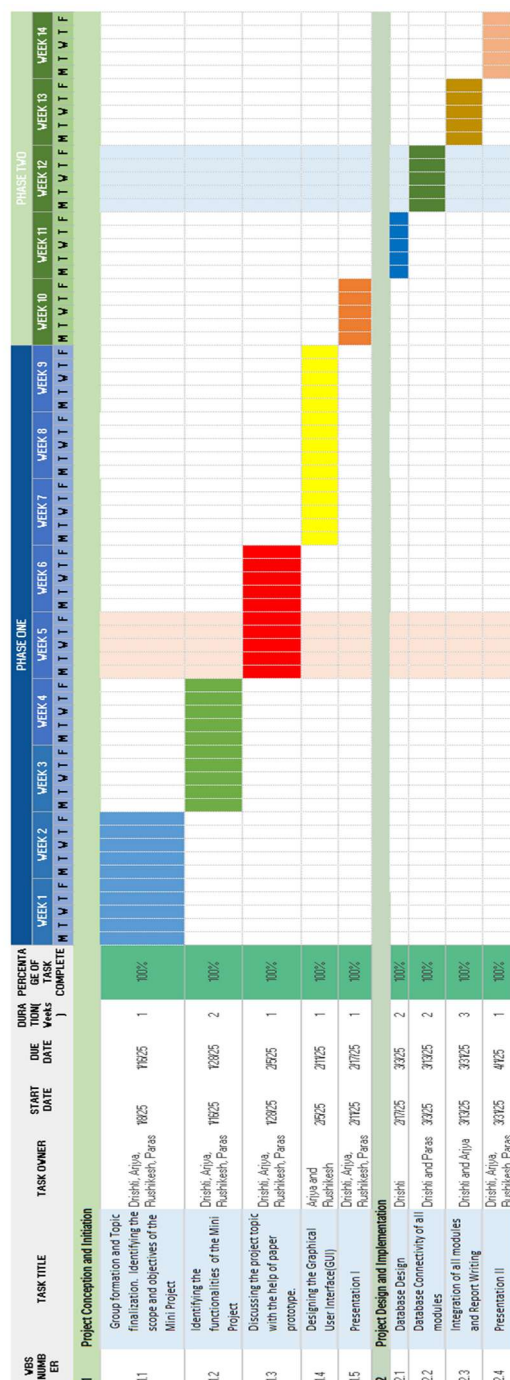 PHASE ONE PHASE TWO
WBS NUMB ER TASK TITLE TASK OWNER START DATE DUE DATE DURA TION( Weeks ) PERCENTA GE OF TASK COMPLETE WEEK 1 WEEK 2 WEEK 3 WEEK 4 WEEK 5 WEEK 6 WEEK 7 WEEK 8 WEEK 9 WEEK 10 WEEK 11 WEEK 12 WEEK 13 WEEK 14
M T W T F M T W T F M T W T F M T W T F M T W T F M T W T F M T W T F M T W T F M T W T F M T W T F M T W T F M T W T F M T W T F M T W T F
1 Project Conception and Initiation
1.1 Group formation and Topic finalization. Identifying the scope and objectives of the Mini Project Drishti, Arjya, Rushikesh, Paras 1/8/25 1/16/25 1 100%
1.2 Identifying the functionalities of the Mini Project Drishti, Arjya, Rushikesh, Paras 1/16/25 1/28/25 2 100%
1.3 Discussing the project topic with the help of paper prototype. Drishti, Arjya, Rushikesh, Paras 1/28/25 2/5/25 1 100%
1.4 Designing the Graphical User Interface(GUI) Arjya and Rushikesh 2/5/25 2/11/25 1 100%
1.5 Presentation I Drishti, Arjya, Rushikesh, Paras 2/11/25 2/17/25 1 100%
2 Project Design and Implementation
2.1 Database Design Drishti 2/17/25 3/3/25 2 100%
2.2 Database Connectivity of all modules Drishti and Paras 3/3/25 3/13/25 2 100%
2.3 Integration of all modules and Report Writing Drishti and Arjya 3/13/25 3/31/25 3 100%
2.4 Presentation II Drishti, Arjya, Rushikesh, Paras 3/31/25 4/1/25 1 100%